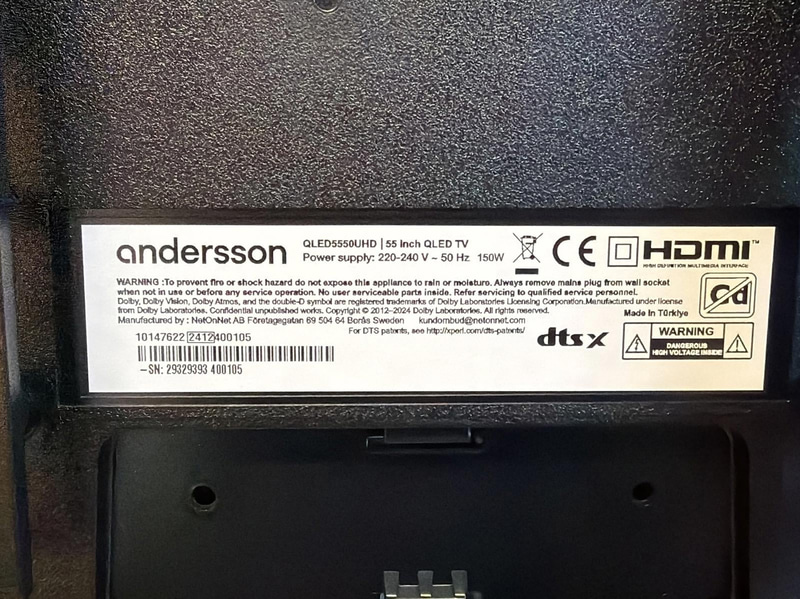 andersson
QLED5550UHD | 55 inch QLED TV
Power supply: 220-240 V ~ 50 Hz 150W
CE
HDMI™
HIGH DEFINITION MULTIMEDIA INTERFACE
WARNING :To prevent fire or shock hazard do not expose this appliance to rain or moisture. Always remove mains plug from wall socket
when not in use or before any service operation. No user serviceable parts inside. Refer servicing to qualified service personnel.
Dolby, Dolby Vision, Dolby Atmos, and the double-D symbol are registered trademarks of Dolby Laboratories Licensing Corporation.Manufactured under license
from Dolby Laboratories. Confidential unpublished works. Copyright © 2012-2024 Dolby Laboratories. All rights reserved.
Manufactured by : NetOnNet AB Företagsgatan 69 504 64 Borås Sweden kundombud@netonnet.com
For DTS patents, see http://xperi.com/dts-patents/
Cd
Made in Türkiye
dts x
WARNING
DANGEROUS
HIGH VOLTAGE INSIDE
10147622 2412 400105
-SN: 29329393 400105